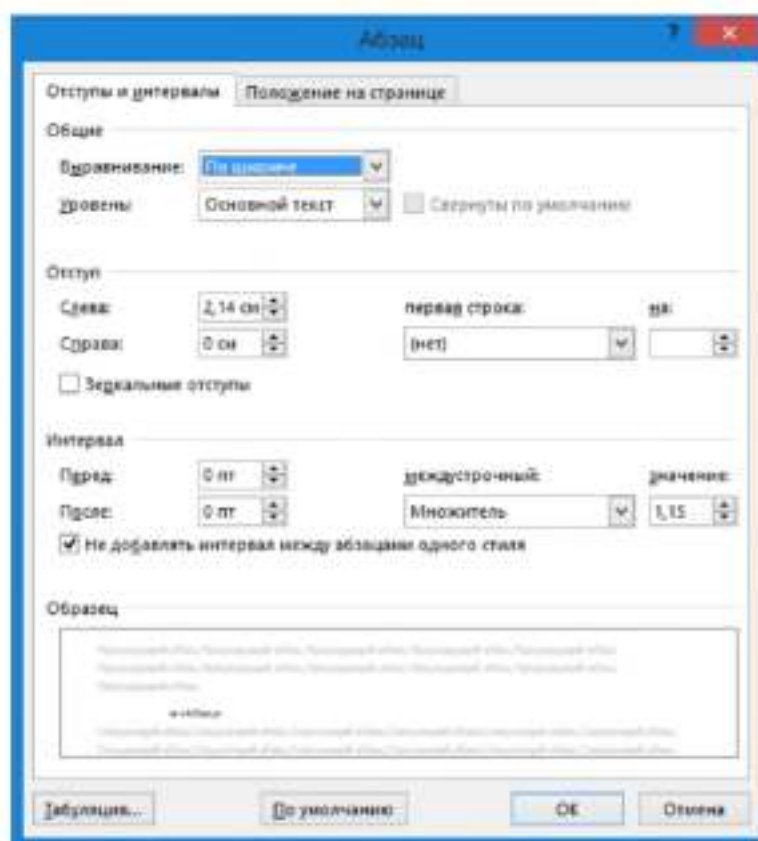 Абзац
? ×
Отступы и интервалы Положение на странице
Общие
Выравнивание: По ширине
Уровень: Основной текст Свернуты по умолчанию
Отступ
Слева: 2,14 см первая строка: на:
Справа: 0 см (нет)
Зеркальные отступы
Интервал
Перед: 0 пт междустрочный: значение:
После: 0 пт Множитель 1,15
Не добавлять интервал между абзацами одного стиля
Образец
Табуляция... По умолчанию ОК Отмена